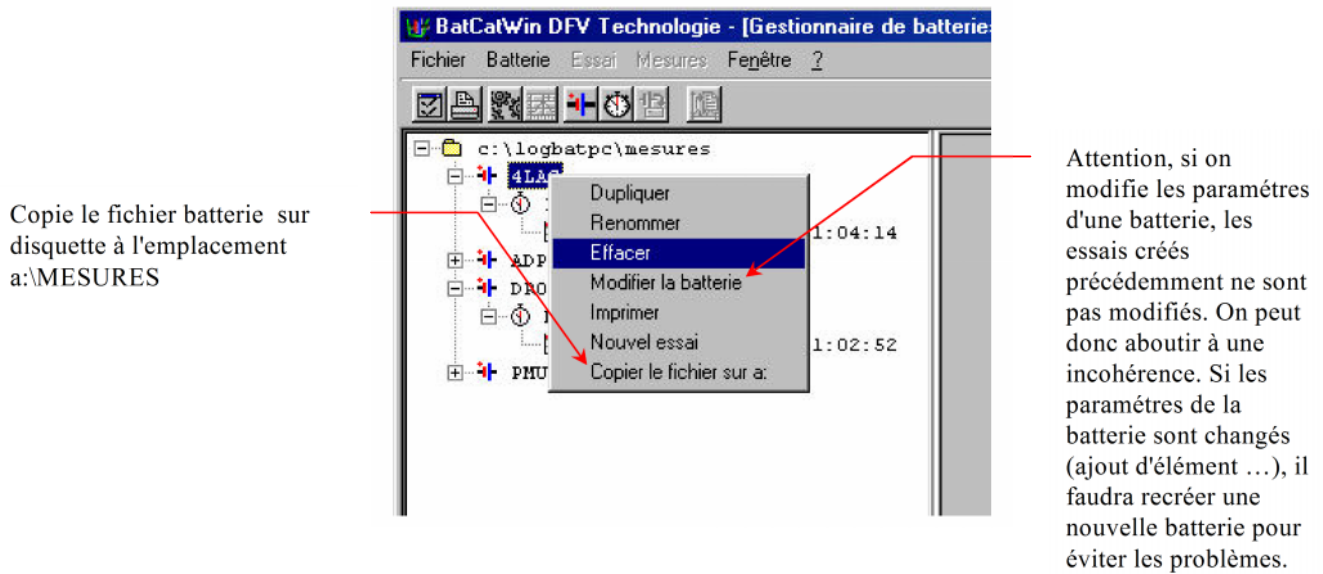 BatCatWin DFV Technologie - [Gestionnaire de batteries
Fichier Batterie Essai Mesures Fenêtre ?
c:\logbatpc\mesures
4LAC
Dupliquer
Renommer
1:04:14
Effacer
ADP
Modifier la batterie
DRO
Imprimer
Nouvel essai
1:02:52
Copier le fichier sur a:
PMU
Copie le fichier batterie sur
disquette à l'emplacement
a:\MESURES
Attention, si on
modifie les paramétres
d'une batterie, les
essais créés
précédemment ne sont
pas modifiés. On peut
donc aboutir à une
incohérence. Si les
paramétres de la
batterie sont changés
(ajout d'élément …), il
faudra recréer une
nouvelle batterie pour
éviter les problèmes.